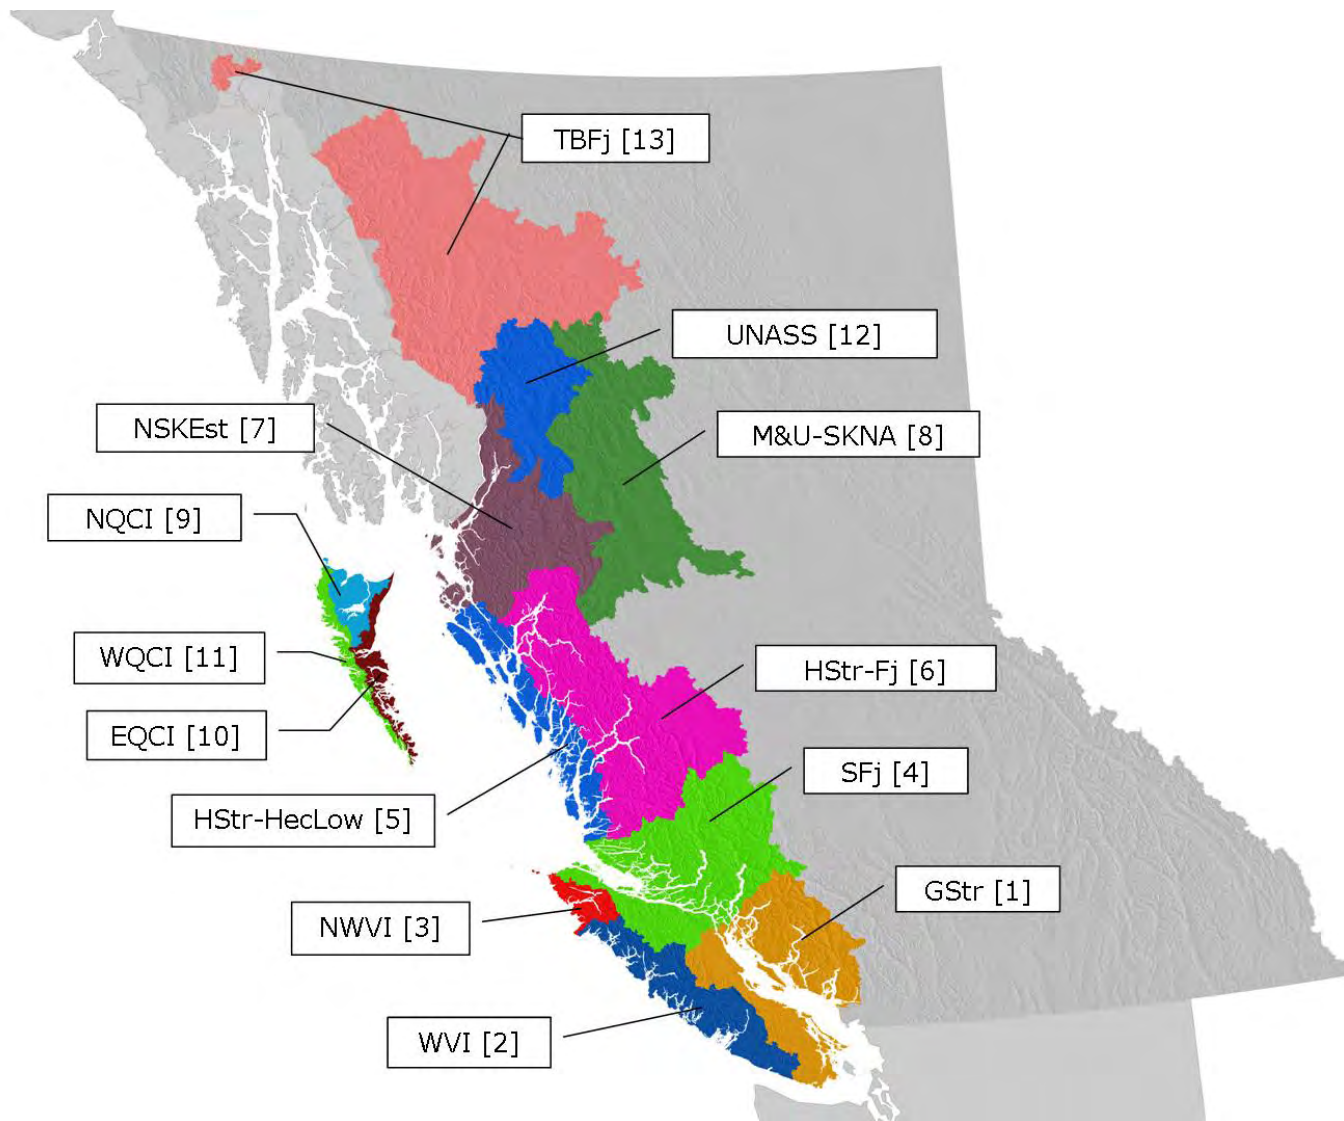 TBFj [13]
UNASS [12]
NSKEst [7]
M&U-SKNA [8]
NQCI [9]
WQCI [11]
HStr-Fj [6]
EQCI [10]
SFj [4]
HStr-HecLow [5]
GStr [1]
NWVI [3]
WVI [2]